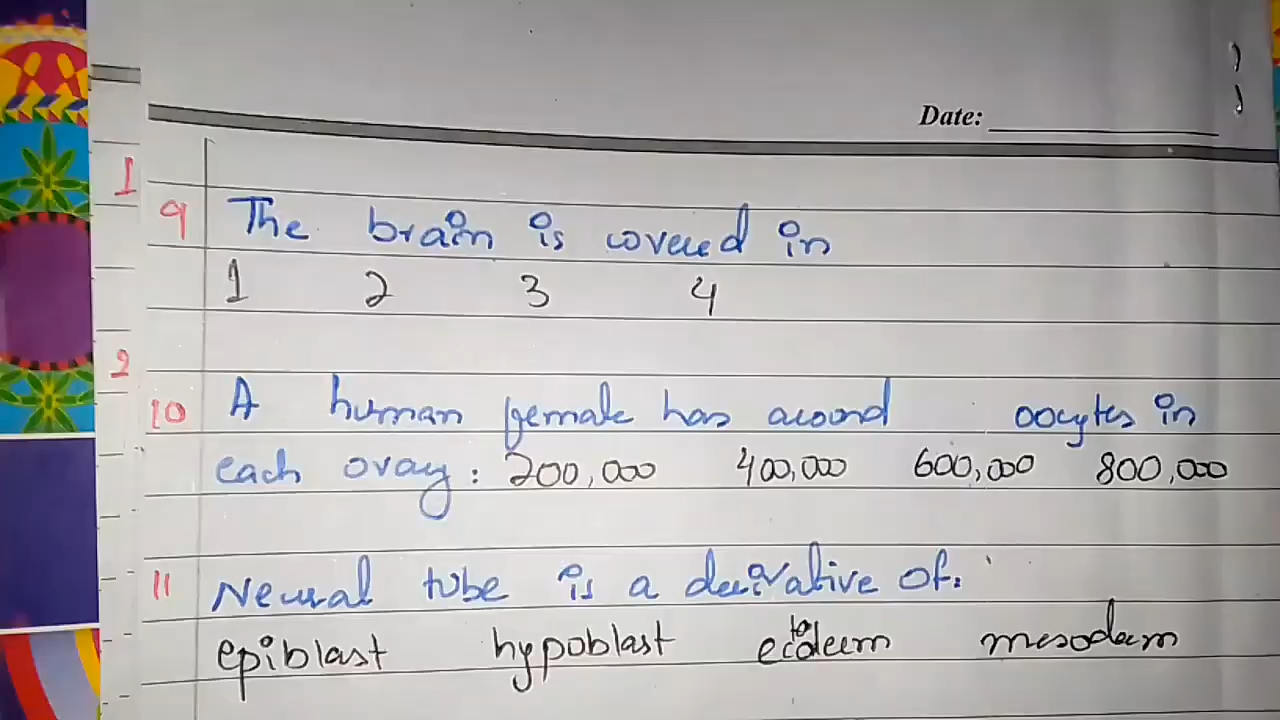 Date:
1
9 The brain is covered in
1 2 3 4
2
10 A human female has around oocytes in
each ovary: 200,000 400,000 600,000 800,000
11 Neural tube is a derivative of:
epiblast hypoblast ectoderm mesoderm